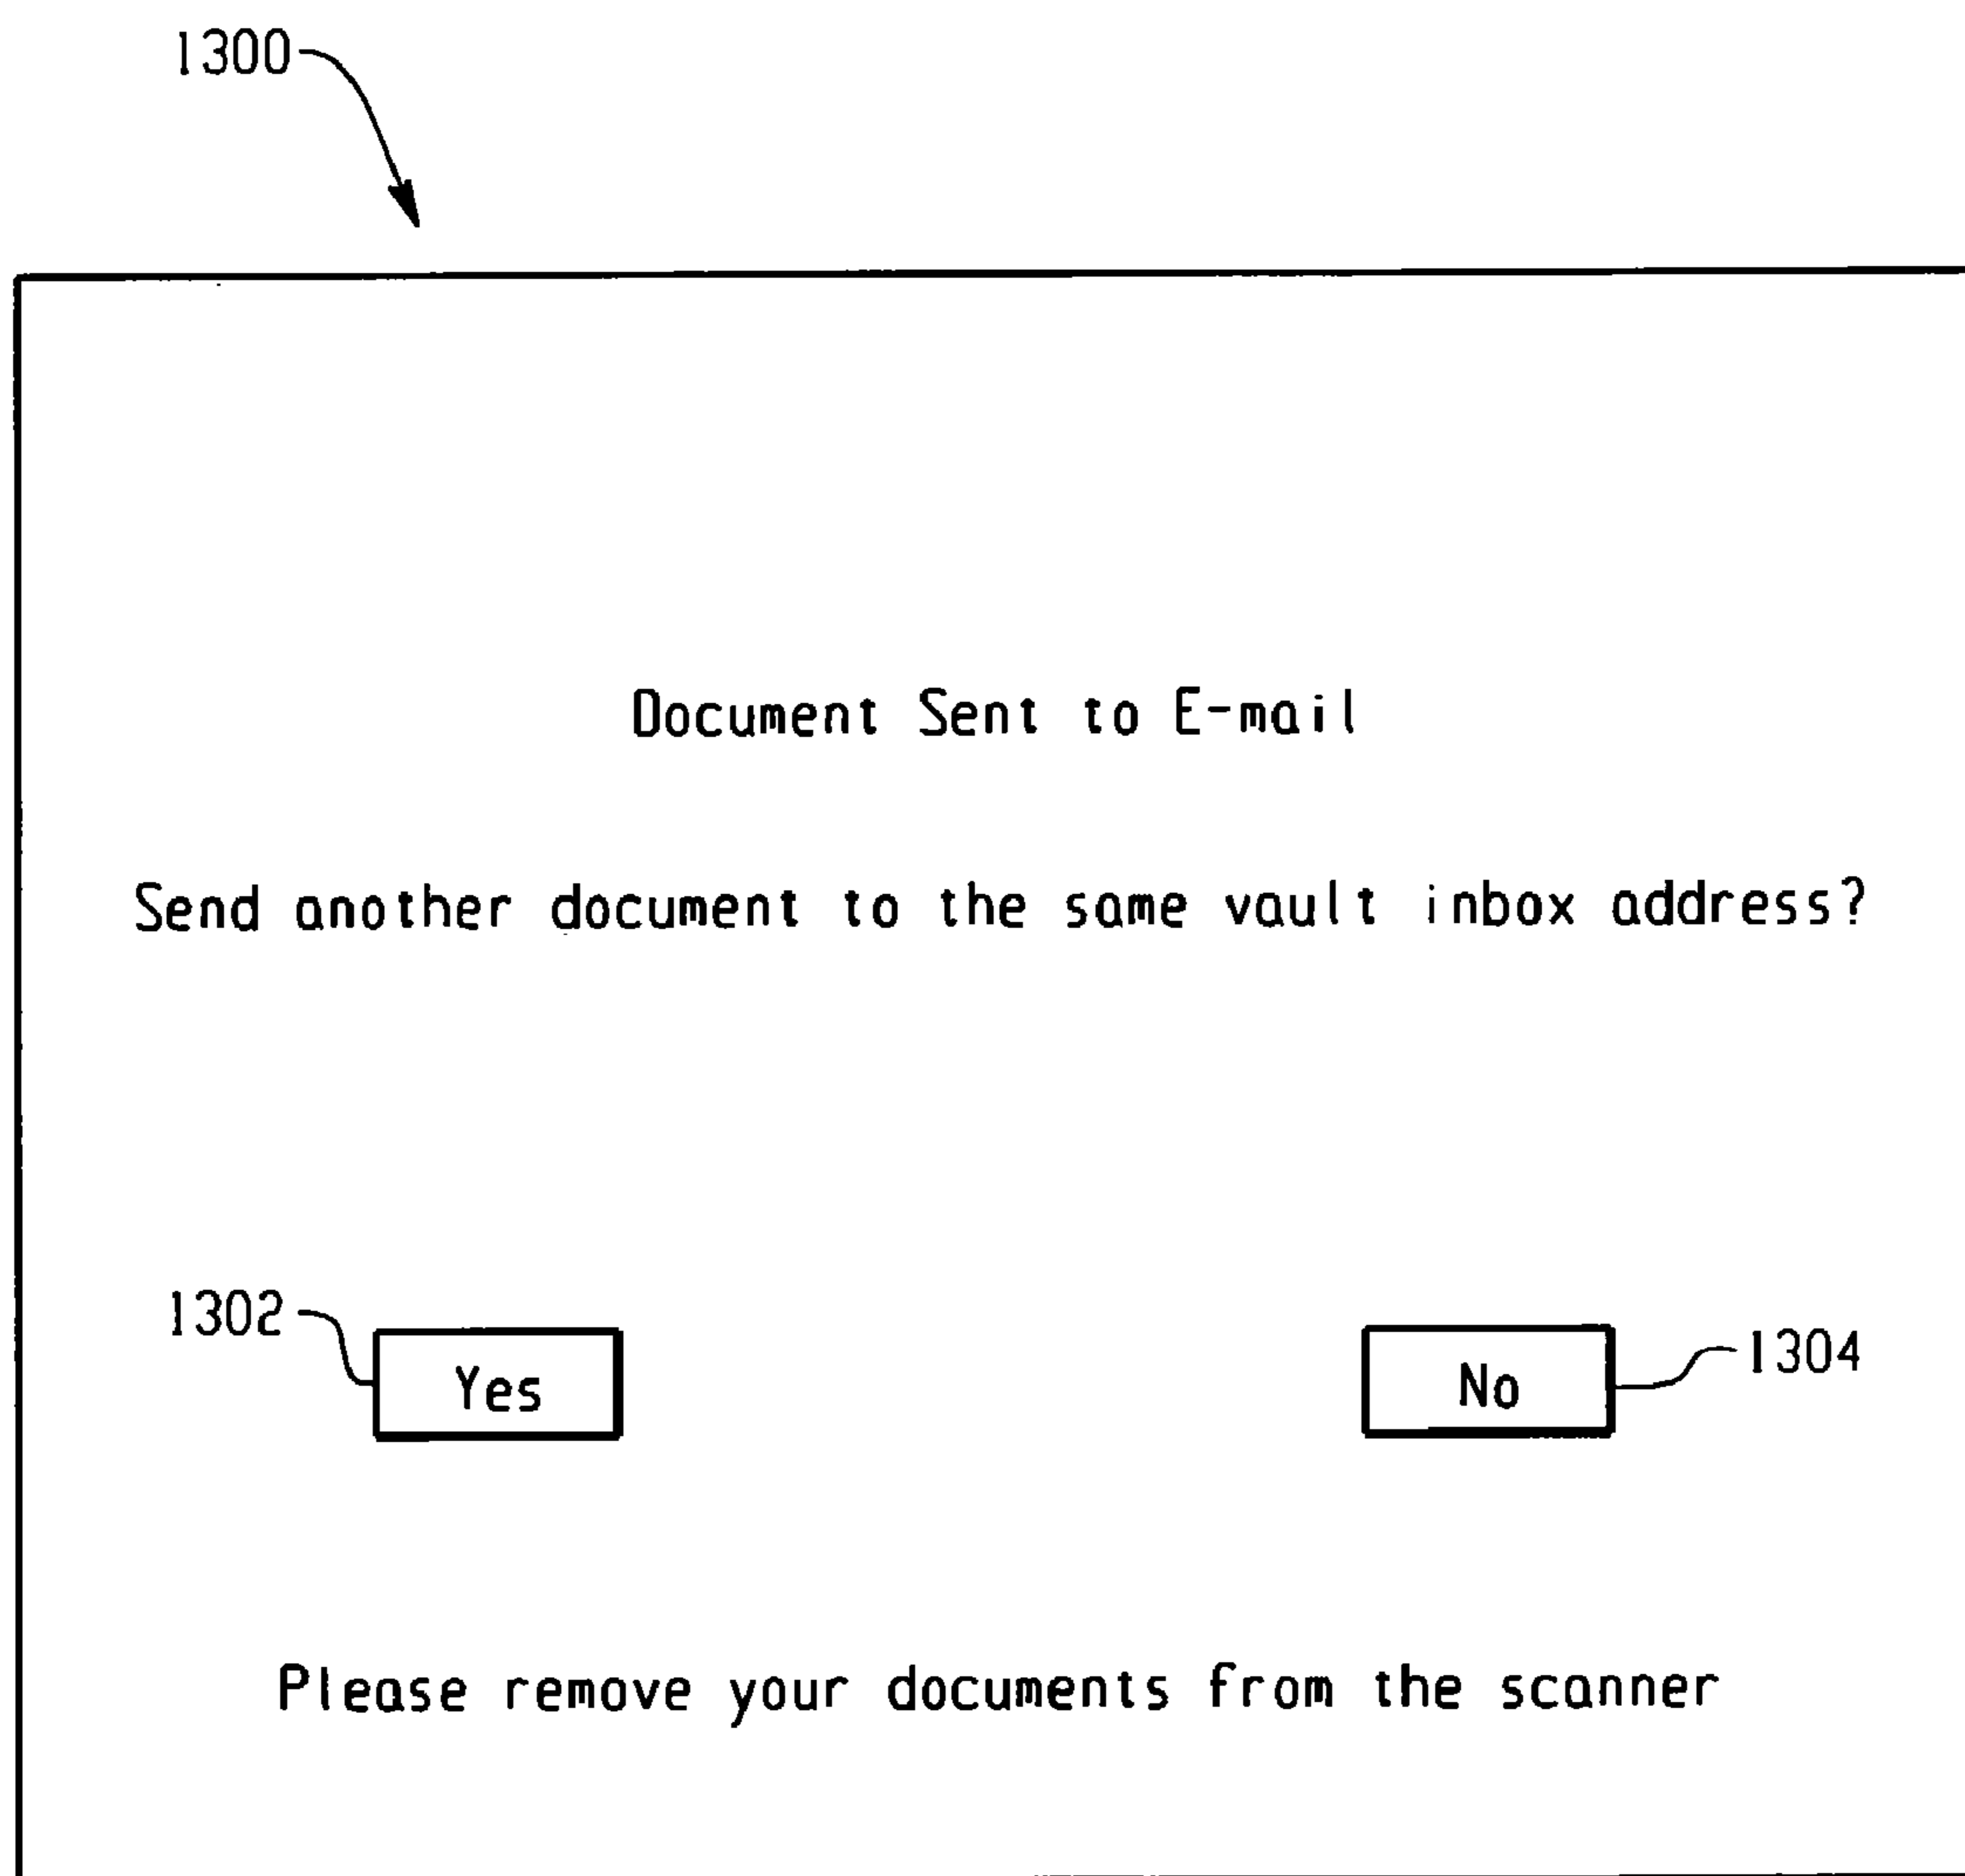 1300
Document Sent to E-mail
Send another document to the same vault inbox address?
1302
Yes
No
1304
Please remove your documents from the scanner